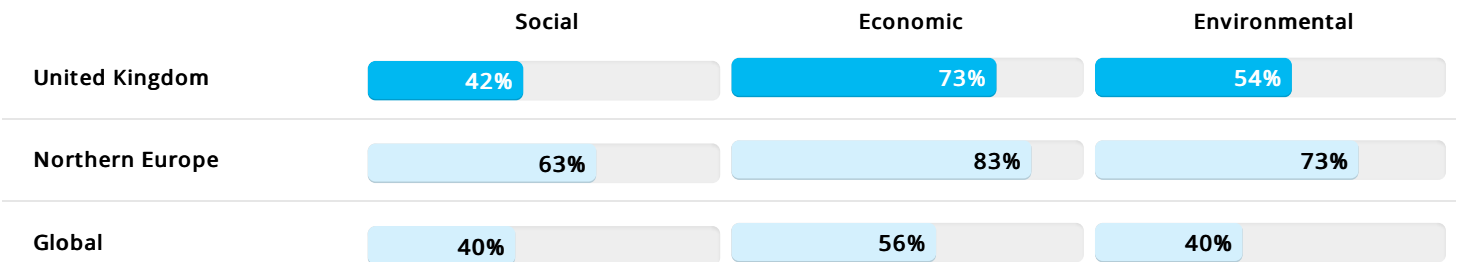 Social Economic Environmental
United Kingdom 42% 73% 54%
Northern Europe 63% 83% 73%
Global 40% 56% 40%